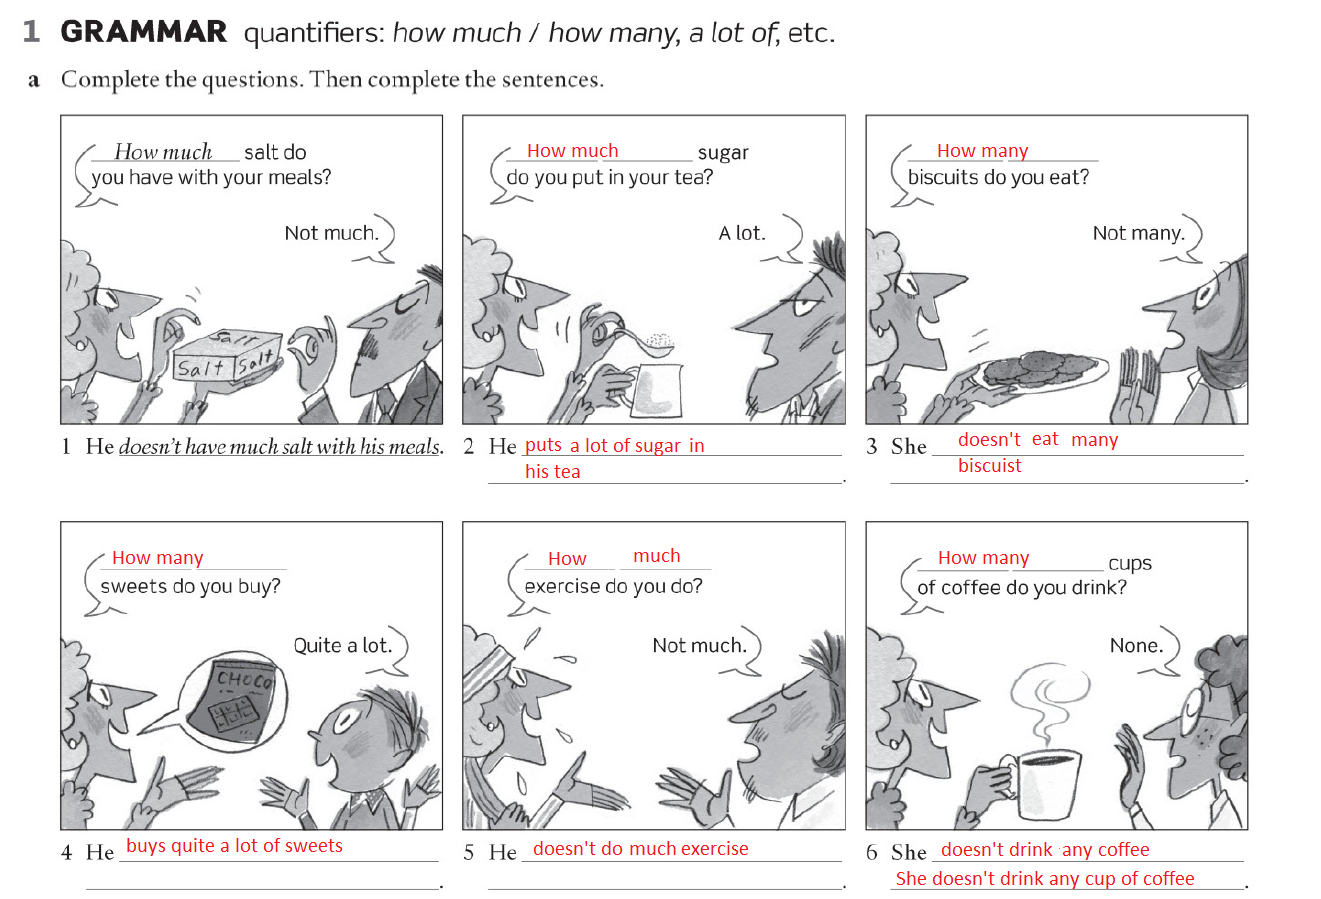 1 GRAMMAR quantifiers: how much / how many, a lot of, etc.
a Complete the questions. Then complete the sentences.
How much salt do
you have with your meals?
Not much.
Salt
Salt Salt
1 He doesn't have much salt with his meals.
How much sugar
do you put in your tea?
A lot.
2 He puts a lot of sugar in
his tea.
How many
biscuits do you eat?
Not many.
3 She doesn't eat many
biscuist.
How many
sweets do you buy?
Quite a lot.
CHOCO
4 He buys quite a lot of sweets
.
How much
exercise do you do?
Not much.
5 He doesn't do much exercise
.
How many cups
of coffee do you drink?
None.
6 She doesn't drink any coffee
She doesn't drink any cup of coffee.